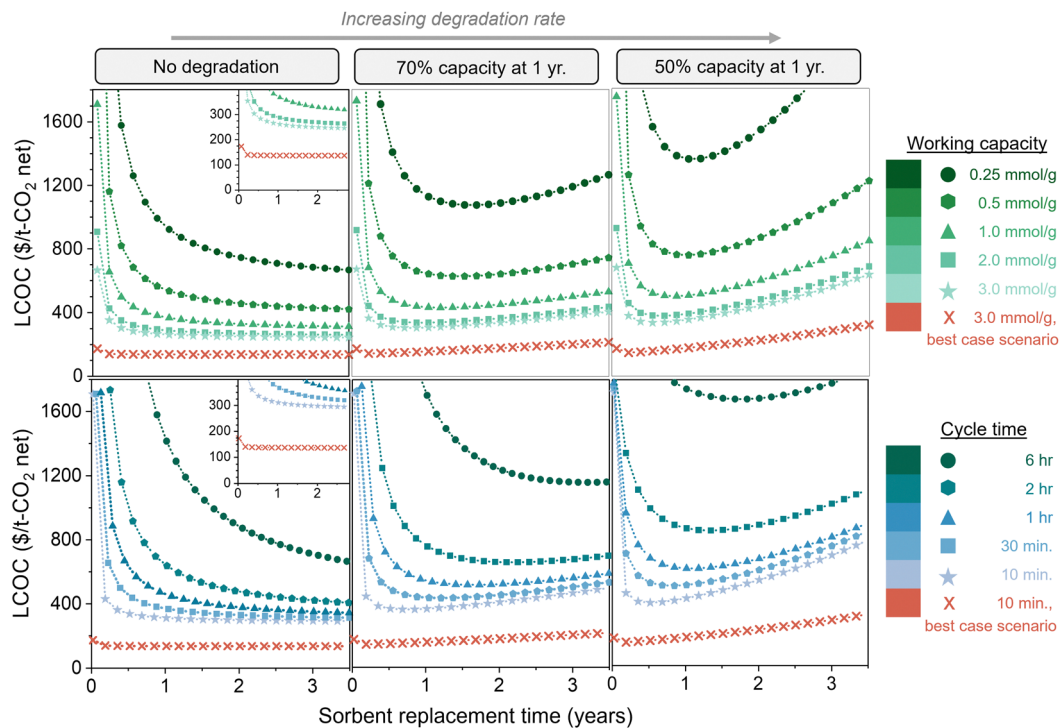 Increasing degradation rate
No degradation
70% capacity at 1 yr.
50% capacity at 1 yr.
LCOC ($/t-CO₂ net)
1600
1200
800
400
0
300
200
100
0
0 1 2
Working capacity
0.25 mmol/g
0.5 mmol/g
1.0 mmol/g
2.0 mmol/g
3.0 mmol/g
3.0 mmol/g,
best case scenario
LCOC ($/t-CO₂ net)
1600
1200
800
400
0
300
200
100
0
0 1 2
Cycle time
6 hr
2 hr
1 hr
30 min.
10 min.
10 min.,
best case scenario
0 1 2 3 0 1 2 3 0 1 2 3
Sorbent replacement time (years)